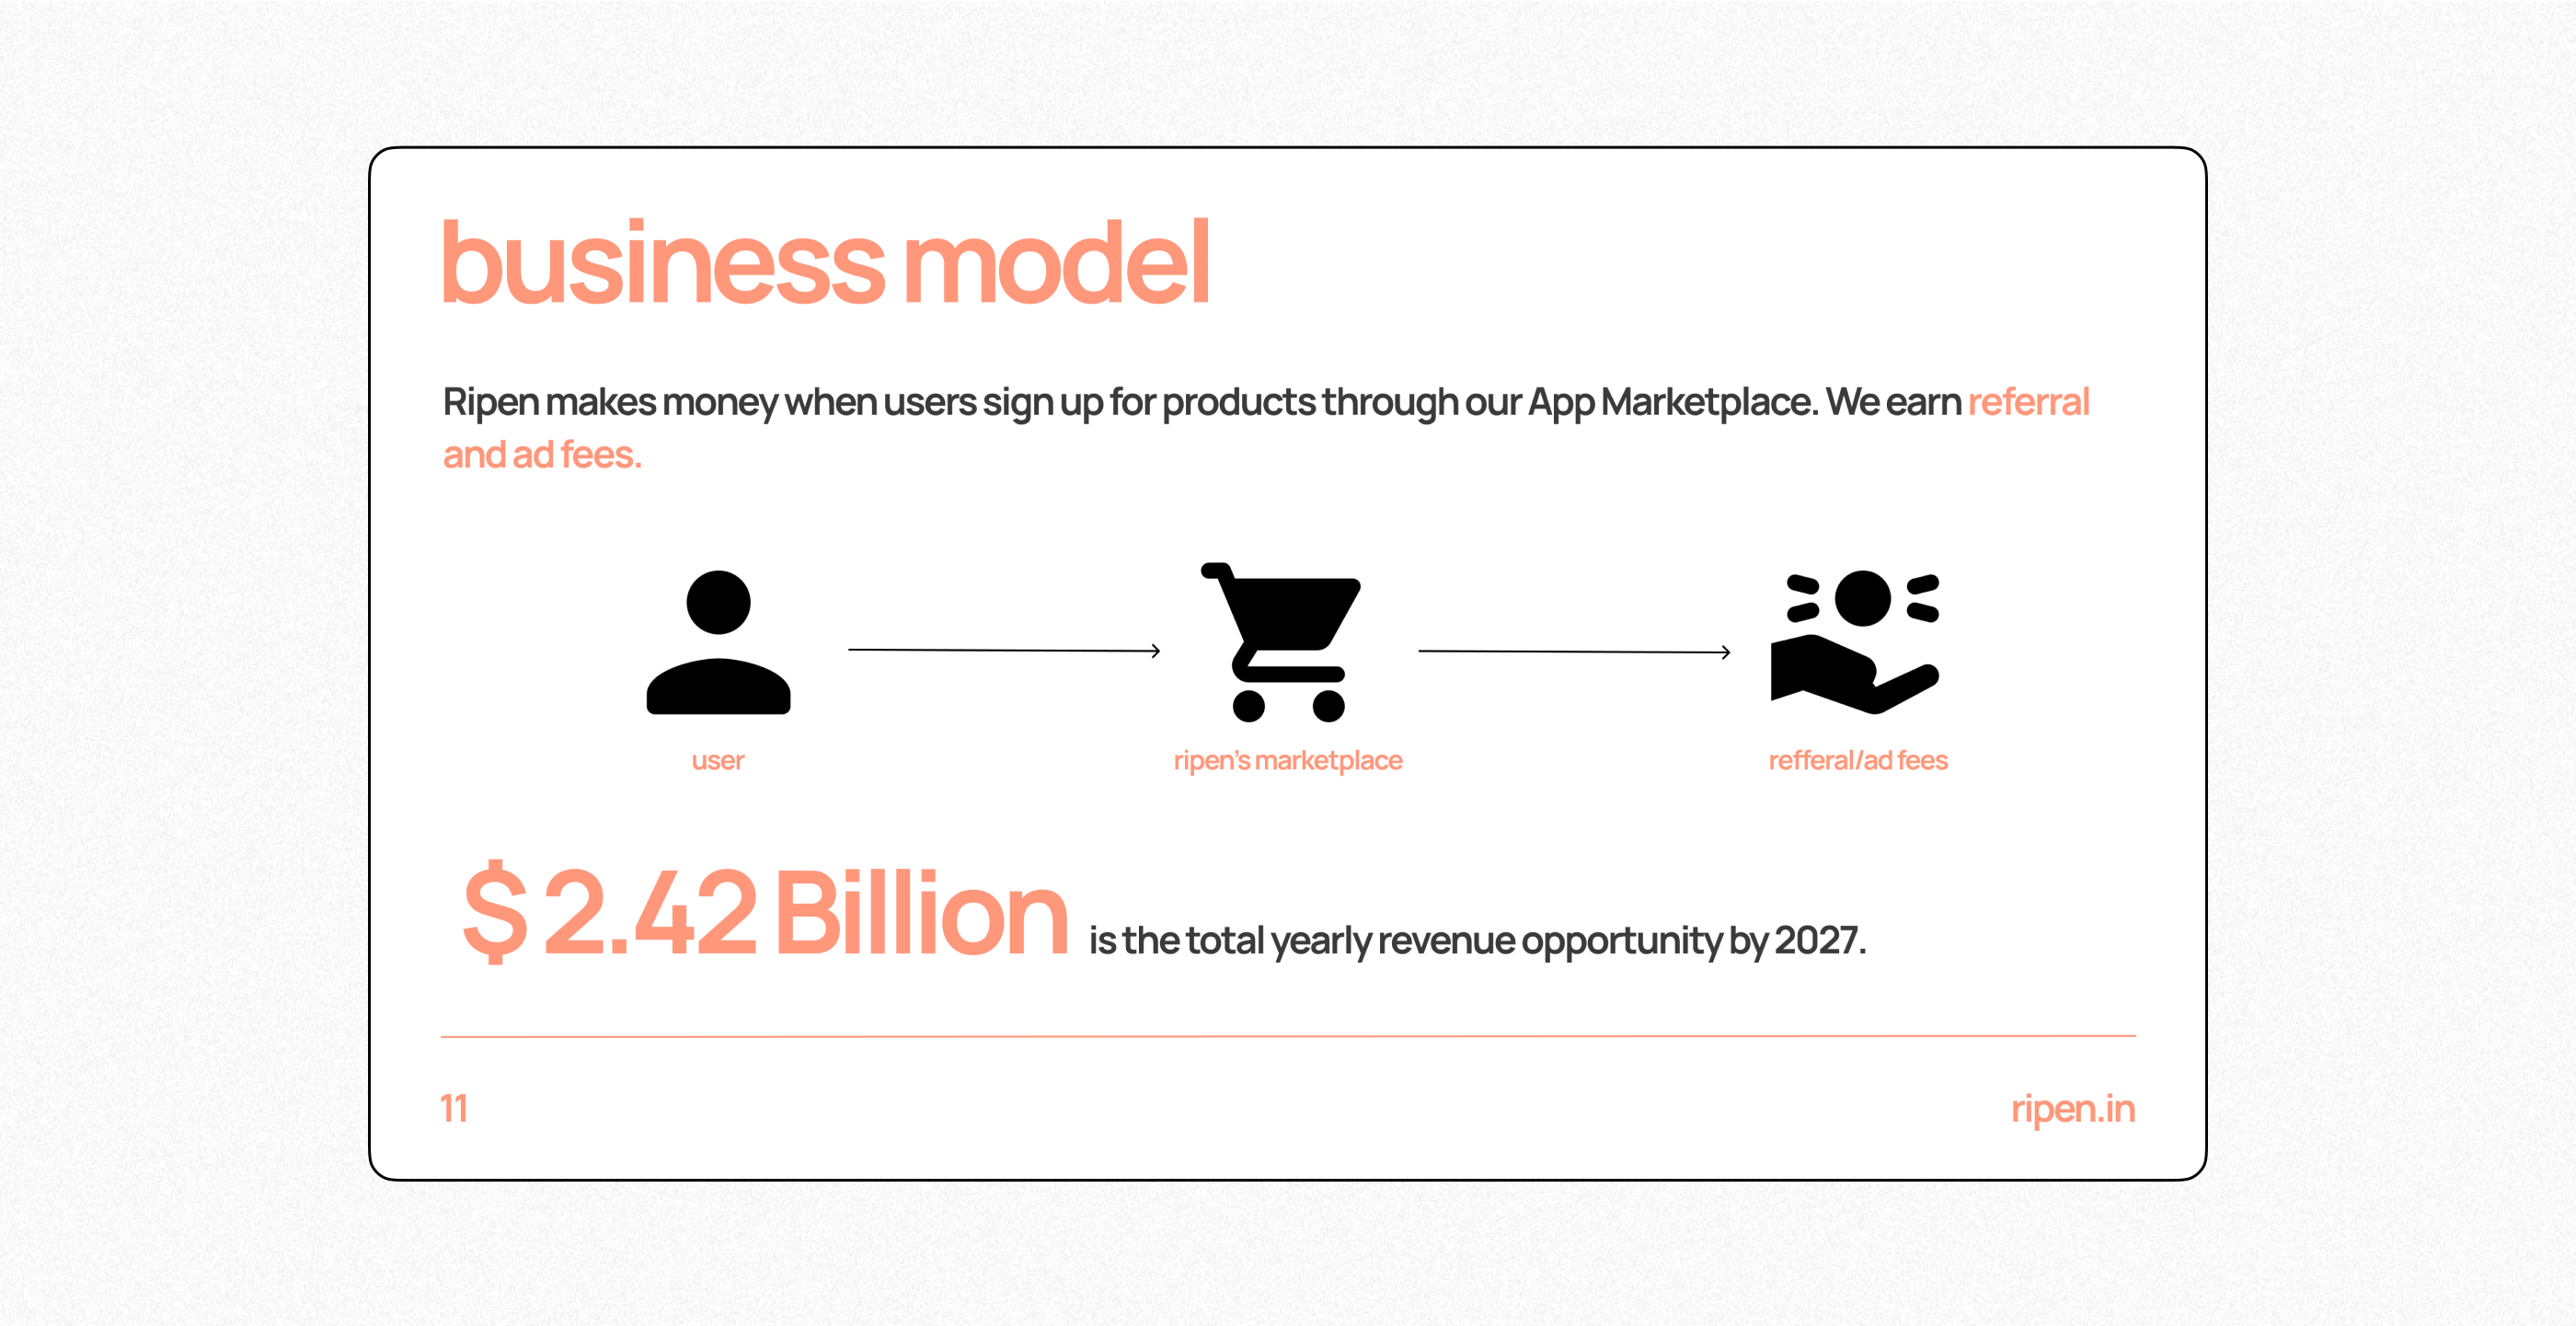 business model
Ripen makes money when users sign up for products through our App Marketplace. We earn referral
and ad fees.
user
ripen's marketplace
refferal/ad fees
$ 2.42 Billion is the total yearly revenue opportunity by 2027.
11
ripen.in